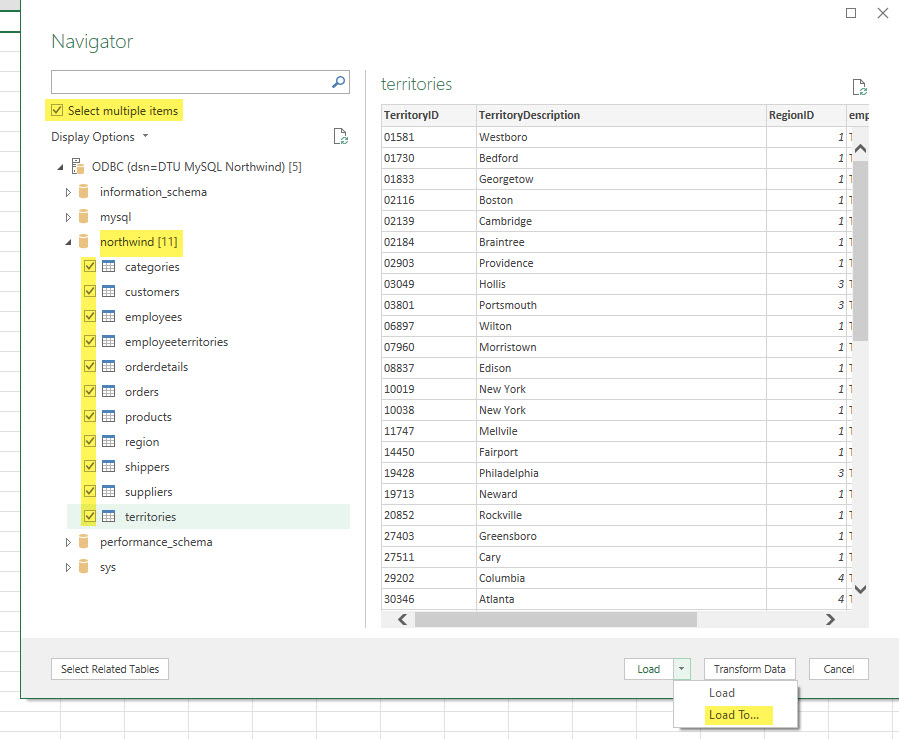 Navigator
Select multiple items
Display Options
ODBC (dsn=DTU MySQL Northwind) [5]
information_schema
mysql
northwind [11]
categories
customers
employees
employeeterritories
orderdetails
orders
products
region
shippers
suppliers
territories
performance_schema
sys
territories
TerritoryID TerritoryDescription RegionID emp
01581 Westboro 1 T
01730 Bedford 1
01833 Georgetow 1 T
02116 Boston 1 T
02139 Cambridge 1 T
02184 Braintree 1 T
02903 Providence 1 T
03049 Hollis 3 T
03801 Portsmouth 3 T
06897 Wilton 1 T
07960 Morristown 1 T
08837 Edison 1 T
10019 New York 1 T
10038 New York 1 T
11747 Mellvile 1 T
14450 Fairport 1 T
19428 Philadelphia 3 T
19713 Neward 1 T
20852 Rockville 1 T
27403 Greensboro 1 T
27511 Cary 1 T
29202 Columbia 4 T
30346 Atlanta 4 T
Select Related Tables
Load Transform Data Cancel
Load
Load To...